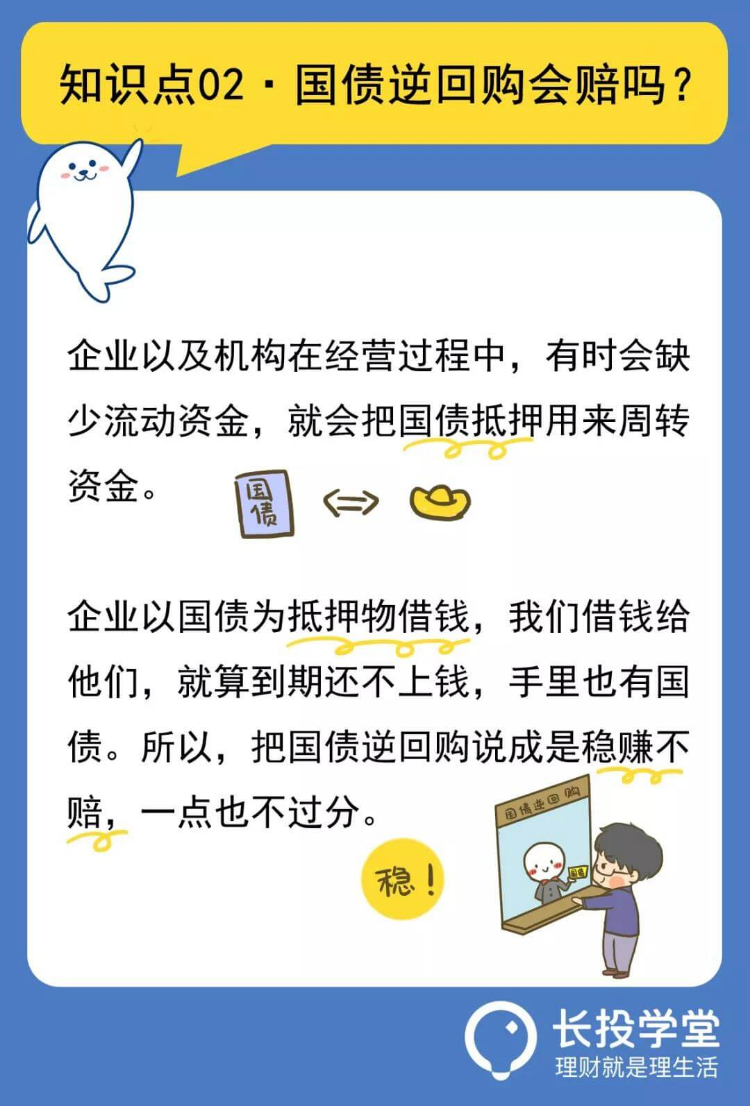 知识点02·国债逆回购会赔吗？
企业以及机构在经营过程中，有时会缺
少流动资金，就会把国债抵押用来周转
资金。
国
债
企业以国债为抵押物借钱，我们借钱给
他们，就算到期还不上钱，手里也有国
债。所以，把国债逆回购说成是稳赚不
赔，一点也不过分。
国债逆回购
国债
稳！
长投学堂
理财就是理生活